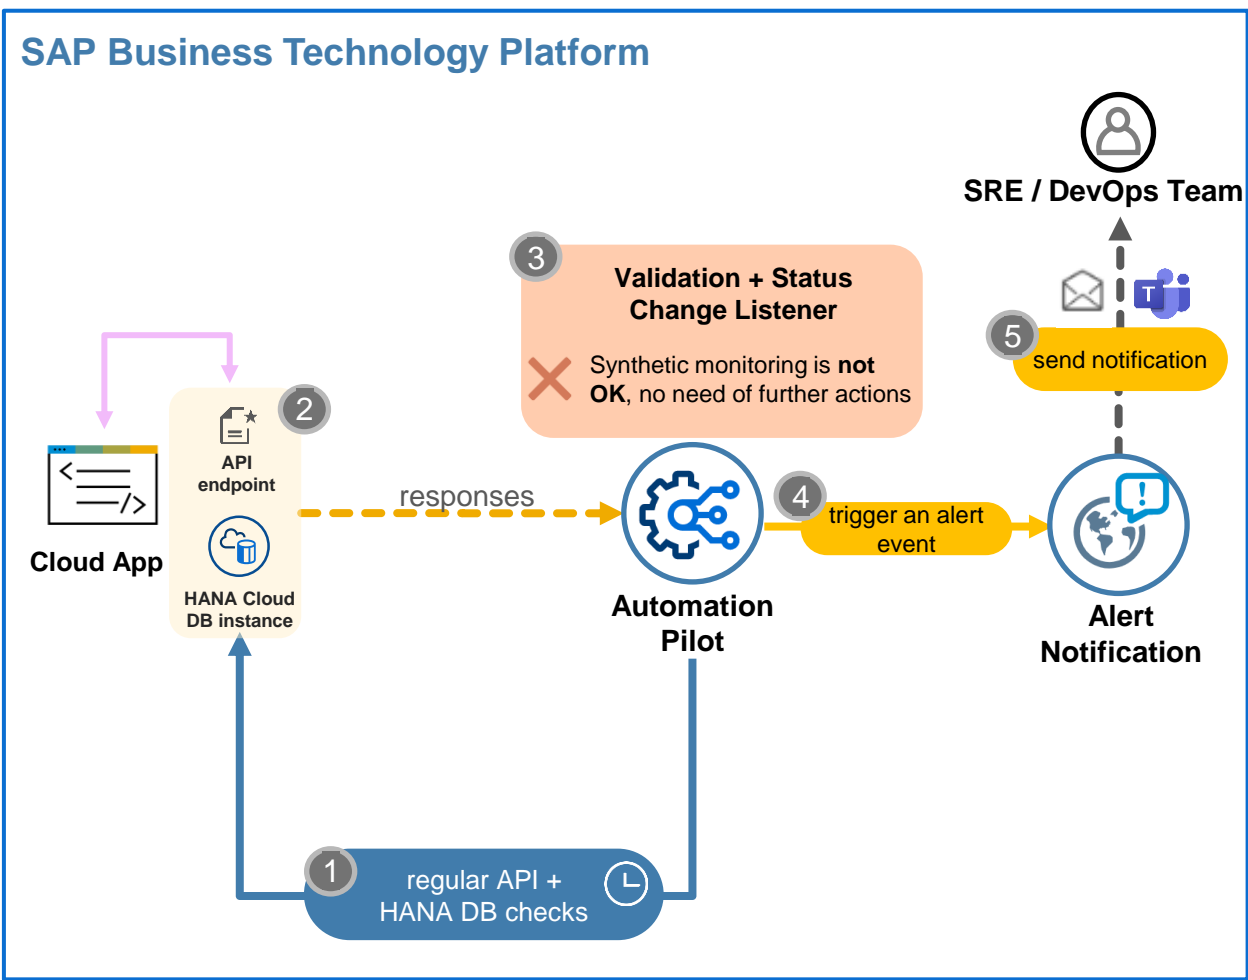 SAP Business Technology Platform
SRE / DevOps Team
3
Validation + Status
Change Listener
Synthetic monitoring is not
OK, no need of further actions
T
5
send notification
2
API
endpoint
< />
Cloud App
HANA Cloud
DB instance
responses
Automation
Pilot
4
trigger an alert
event
!
Alert
Notification
1
regular API +
HANA DB checks